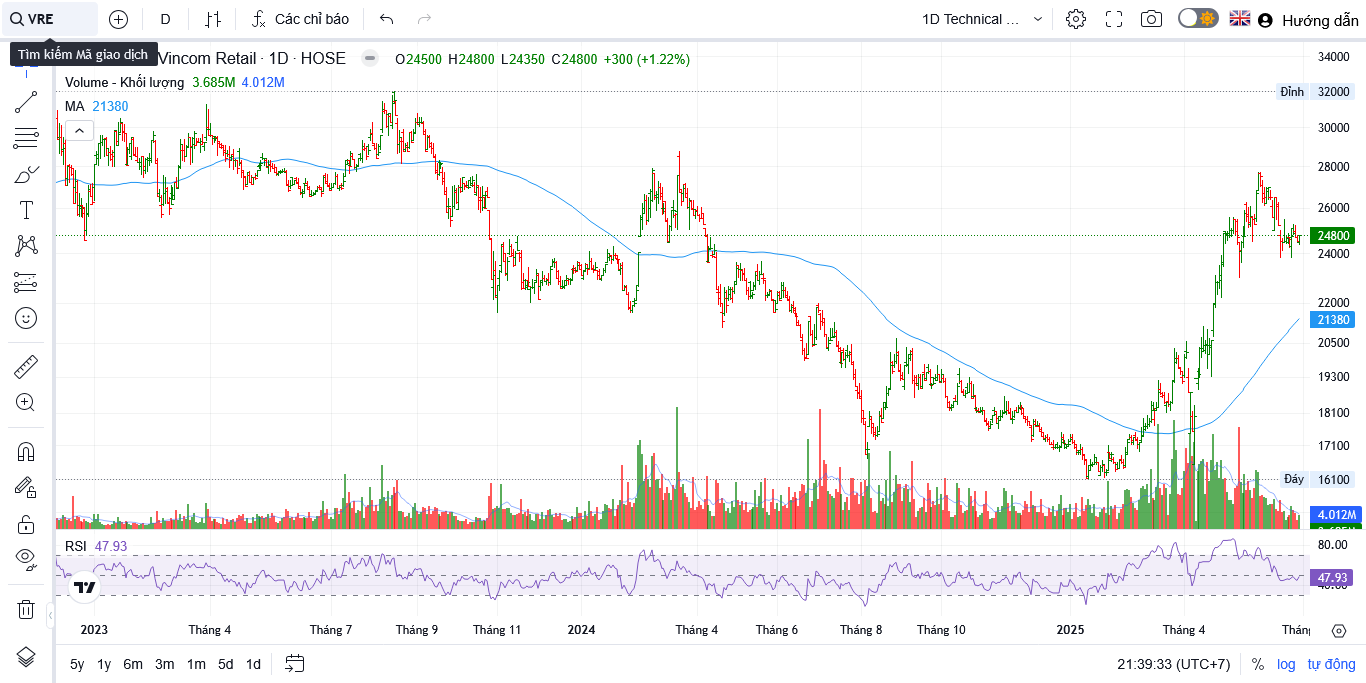 VRE D Các chỉ báo 1D Technical ... Hướng dẫn
Tìm kiếm Mã giao dịch
Vincom Retail · 1D · HOSE O24500 H24800 L24350 C24800 +300 (+1.22%)
Volume - Khối lượng 3.685M 4.012M
MA 21380
34000
Đỉnh 32000
30000
28000
26000
24800
24000
22000
21380
20500
19300
18100
17100
Đáy 16100
4.012M
RSI 47.93
80.00
47.93
2023 Tháng 4 Tháng 7 Tháng 9 Tháng 11 2024 Tháng 4 Tháng 6 Tháng 8 Tháng 10 2025 Tháng 4 Thán
5y 1y 6m 3m 1m 5d 1d 21:39:33 (UTC+7) % log tự động